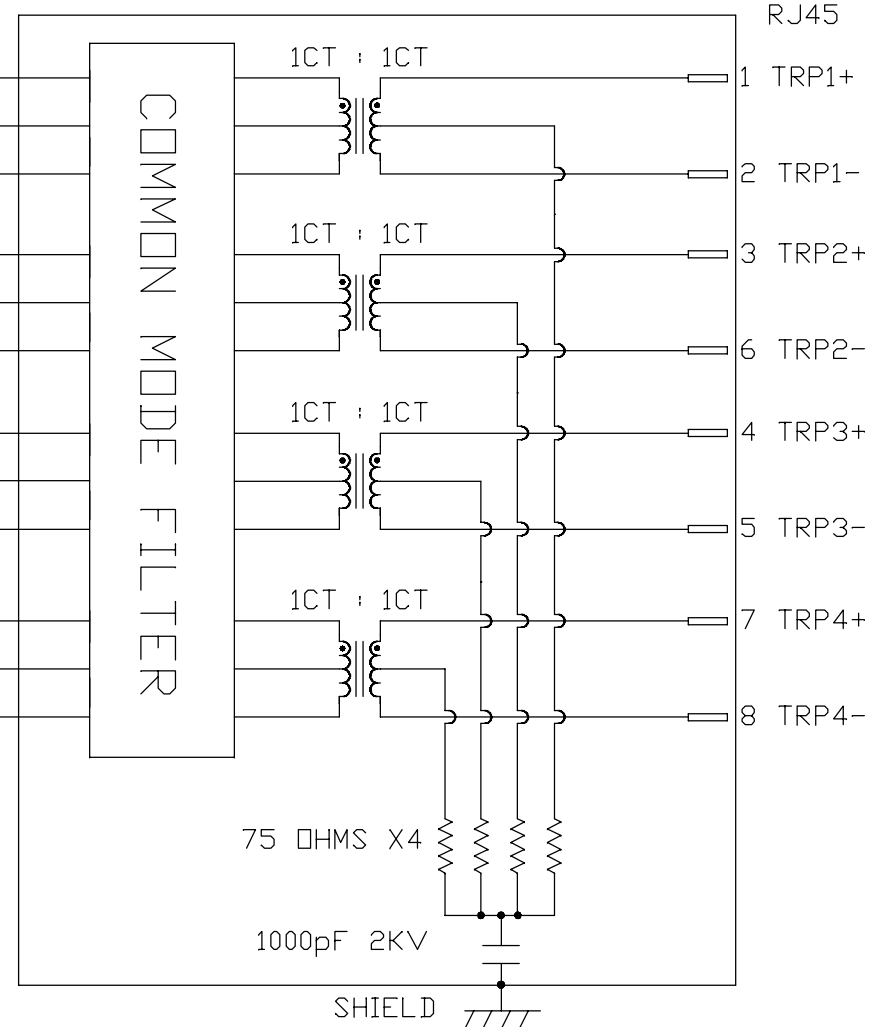 RJ45
1CT : 1CT
1 TRP1+
2 TRP1-
1CT : 1CT
3 TRP2+
6 TRP2-
COMMON MODE FILTER
1CT : 1CT
4 TRP3+
5 TRP3-
1CT : 1CT
7 TRP4+
8 TRP4-
75 OHMS X4
1000pF 2KV
SHIELD